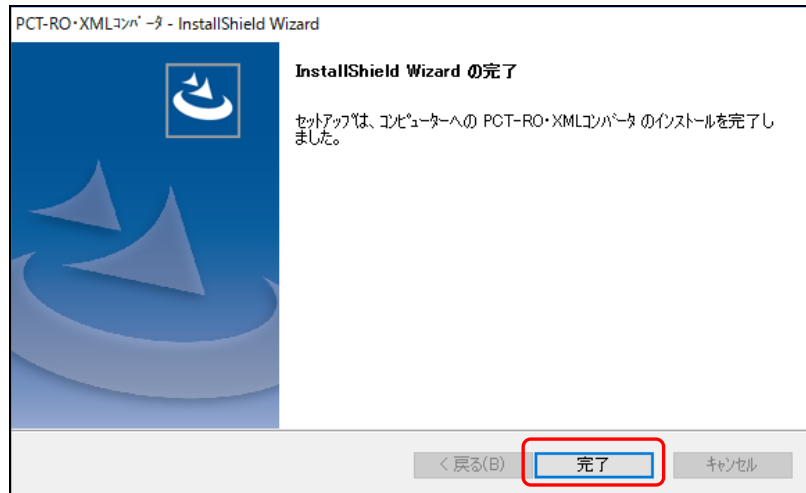 PCT-RO・XMLｺﾝﾊﾞｰﾀ - InstallShield Wizard
InstallShield Wizard の完了
セットアップは、コンピューターへの PCT-RO・XMLコンバータ のインストールを完了し
ました。
< 戻る(B)
完了
キャンセル